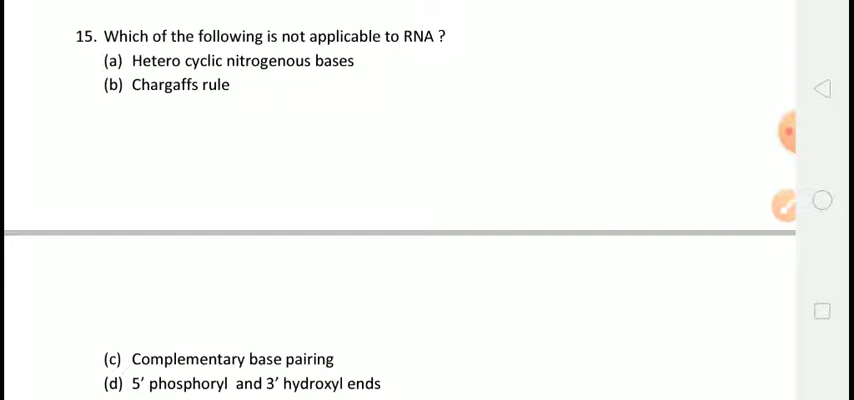 15. Which of the following is not applicable to RNA ?
(a) Hetero cyclic nitrogenous bases
(b) Chargaffs rule
(c) Complementary base pairing
(d) 5′ phosphoryl and 3′ hydroxyl ends